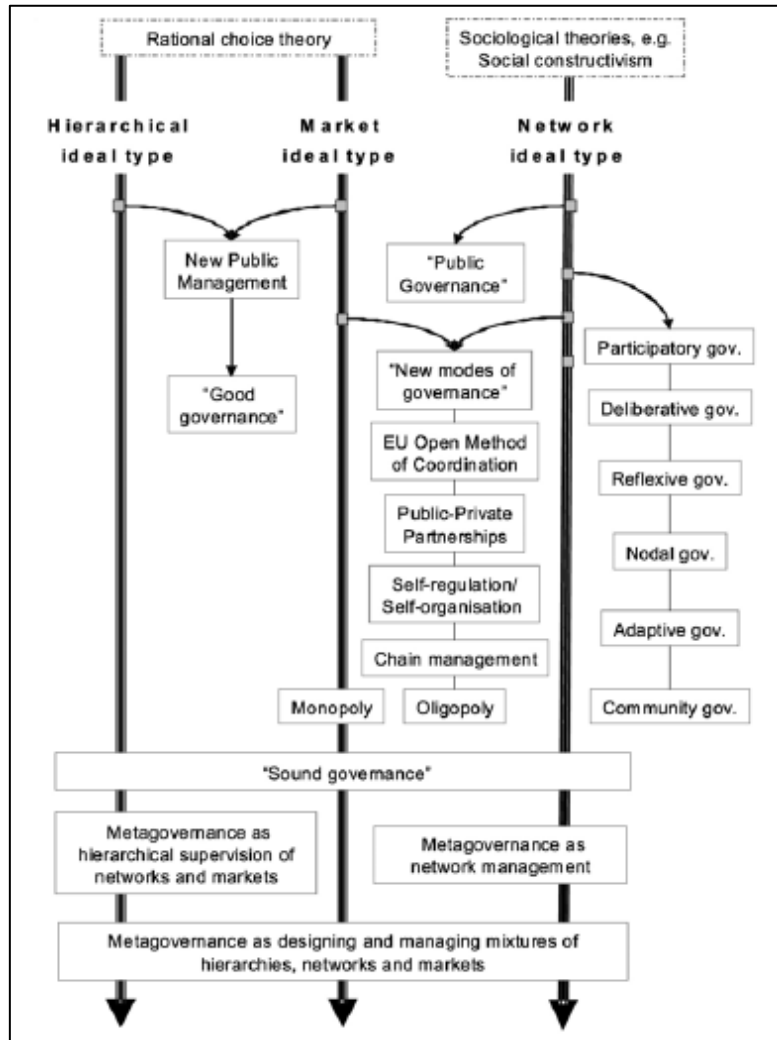 Rational choice theory
Sociological theories, e.g.
Social constructivism
Hierarchical
ideal type
Market
ideal type
Network
ideal type
New Public
Management
"Public
Governance"
Participatory gov.
"Good
governance"
"New modes of
governance"
Deliberative gov.
EU Open Method
of Coordination
Reflexive gov.
Public-Private
Partnerships
Nodal gov.
Self-regulation/
Self-organisation
Adaptive gov.
Chain management
Monopoly
Oligopoly
Community gov.
"Sound governance"
Metagovernance as
hierarchical supervision of
networks and markets
Metagovernance as
network management
Metagovernance as designing and managing mixtures of
hierarchies, networks and markets